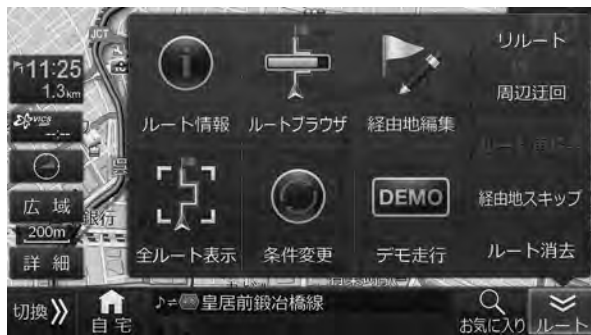 JCT
11:25
1.3km
VICS
--:--
広域
200m
詳細
銀行
ルート情報
ルートブラウザ
経由地編集
全ルート表示
条件変更
DEMO
デモ走行
リルート
周辺迂回
経由地スキップ
ルート消去
切換
自宅
皇居前鍛冶橋線
お気に入り
ルート